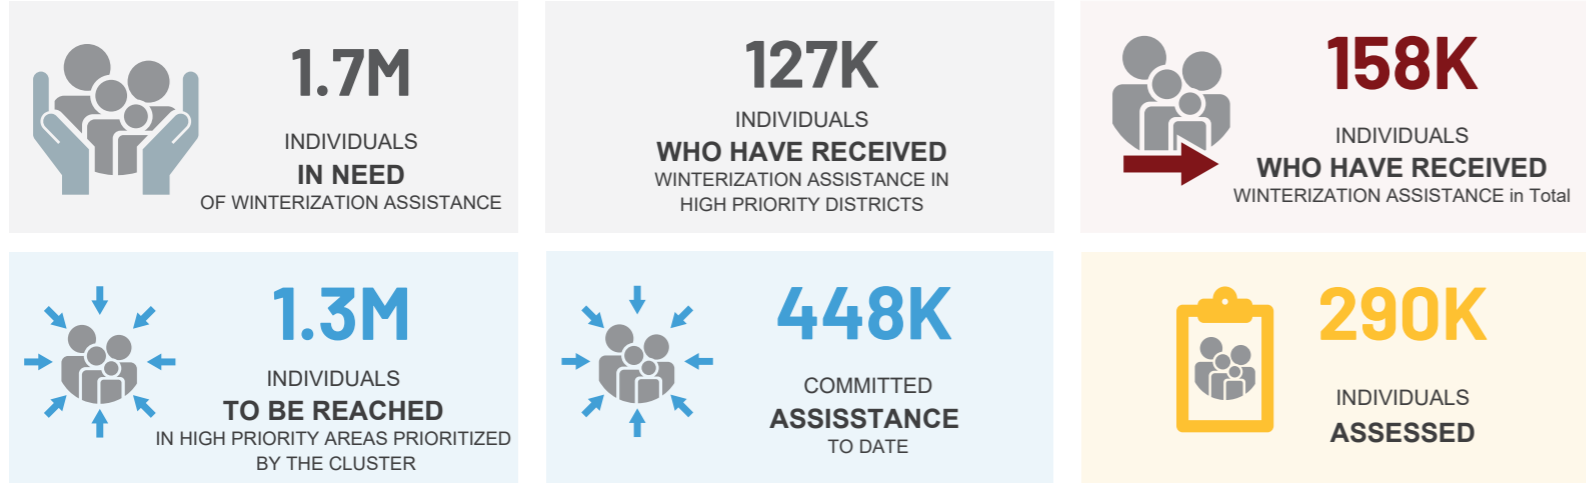 1.7M
INDIVIDUALS
IN NEED
OF WINTERIZATION ASSISTANCE
127K
INDIVIDUALS
WHO HAVE RECEIVED
WINTERIZATION ASSISTANCE IN
HIGH PRIORITY DISTRICTS
158K
INDIVIDUALS
WHO HAVE RECEIVED
WINTERIZATION ASSISTANCE in Total
1.3M
INDIVIDUALS
TO BE REACHED
IN HIGH PRIORITY AREAS PRIORITIZED
BY THE CLUSTER
448K
COMMITTED
ASSISSTANCE
TO DATE
290K
INDIVIDUALS
ASSESSED